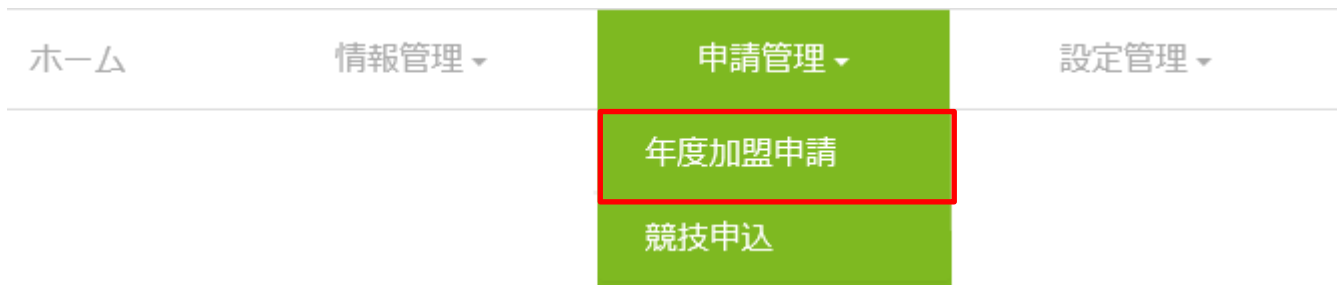 ホーム 情報管理 申請管理 設定管理
年度加盟申請
競技申込